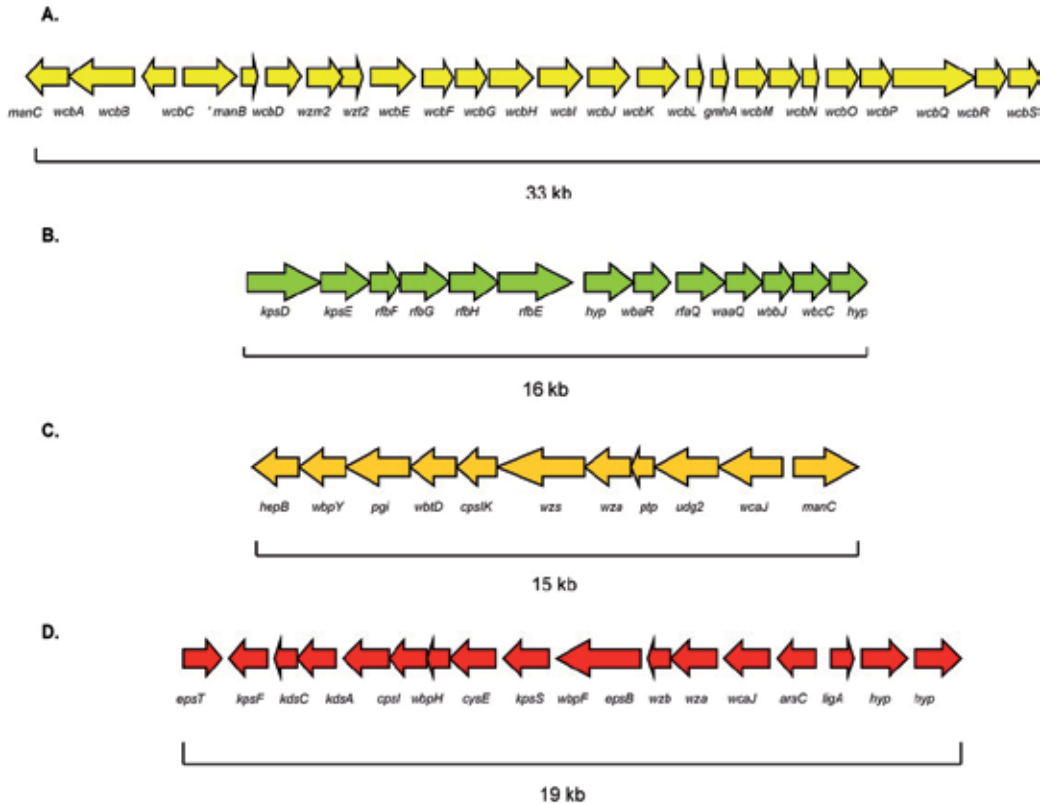 A.
manC wcbA wcbB wcbC manB wcbD wzm2 wzt2 wcbE wcbF wcbG wcbH wcbI wcbJ wcbK wcbL gmhA wcbM wcbN wcbO wcbP wcbQ wcbR wcbS
33 kb
B.
kpsD kpsE rfbF rfbG rfbH rfbE hyp wbaR rfaQ waaQ wbbJ wbcC hyp
16 kb
C.
hepB wbpY pgi wbtD cpsIK wzs wza ptp udg2 wcaJ manC
15 kb
D.
epsT kpsF kdsC kdsA cpsI wbpH cysE kpsS wbpF epsB wzb wza wcaJ araC ligA hyp hyp
19 kb